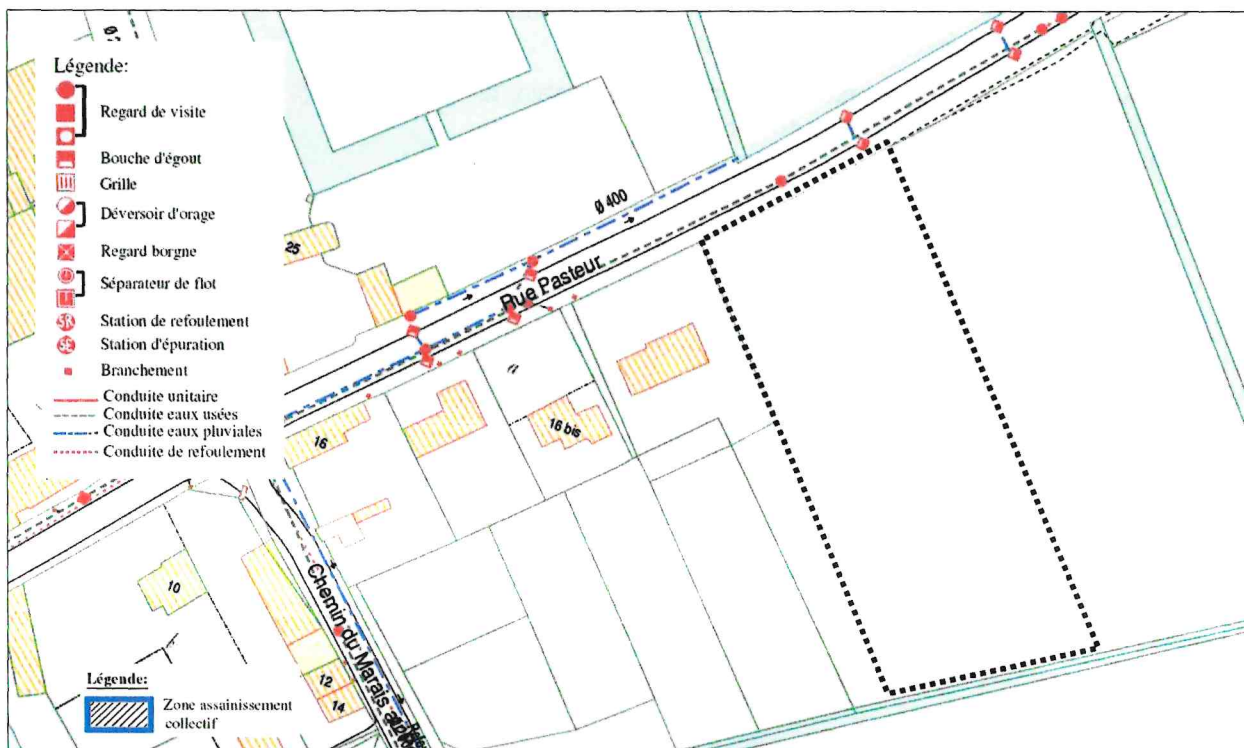 Légende:
Regard de visite
Bouche d'égout
Grille
Déversoir d'orage
Regard borgne
Séparateur de flot
SR Station de refoulement
SE Station d'épuration
Branchement
Conduite unitaire
Conduite eaux usées
Conduite eaux pluviales
Conduite de refoulement
Ø 400
Rue Pasteur
25
16
16 bis
10
Chemin du Marais
12
14
Légende:
Zone assainissement
collectif